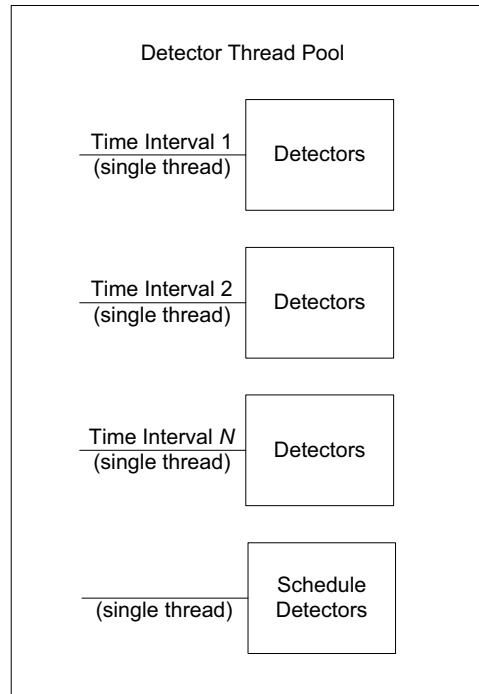 Detector Thread Pool
Time Interval 1
(single thread)
Detectors
Time Interval 2
(single thread)
Detectors
Time Interval N
(single thread)
Detectors
(single thread)
Schedule
Detectors